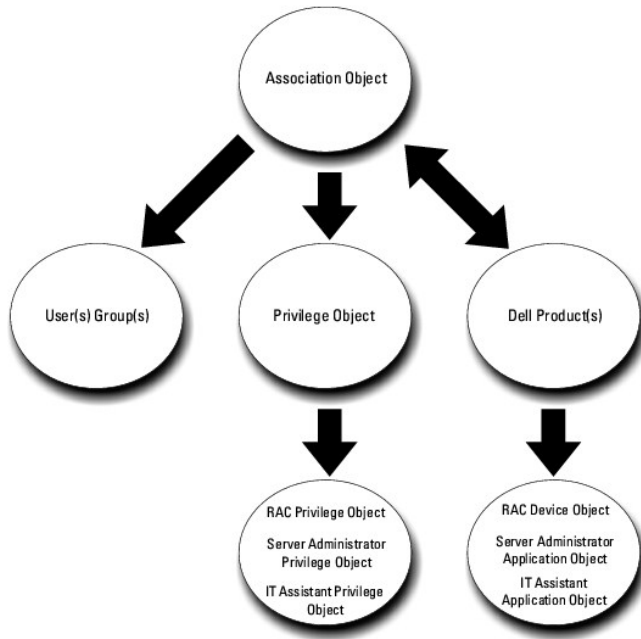 Association Object
User(s) Group(s)
Privilege Object
Dell Product(s)
RAC Privilege Object
Server Administrator
Privilege Object
IT Assistant Privilege
Object
RAC Device Object
Server Administrator
Application Object
IT Assistant
Application Object